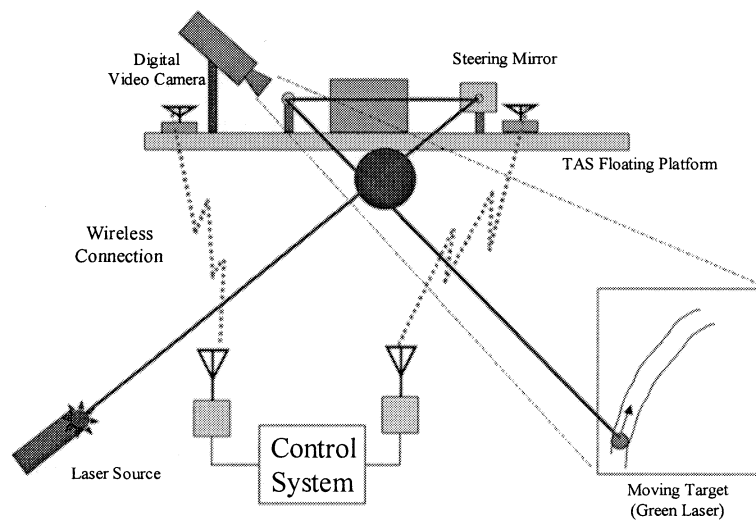 Digital
Video Camera
Steering Mirror
TAS Floating Platform
Wireless
Connection
Control
System
Laser Source
Moving Target
(Green Laser)